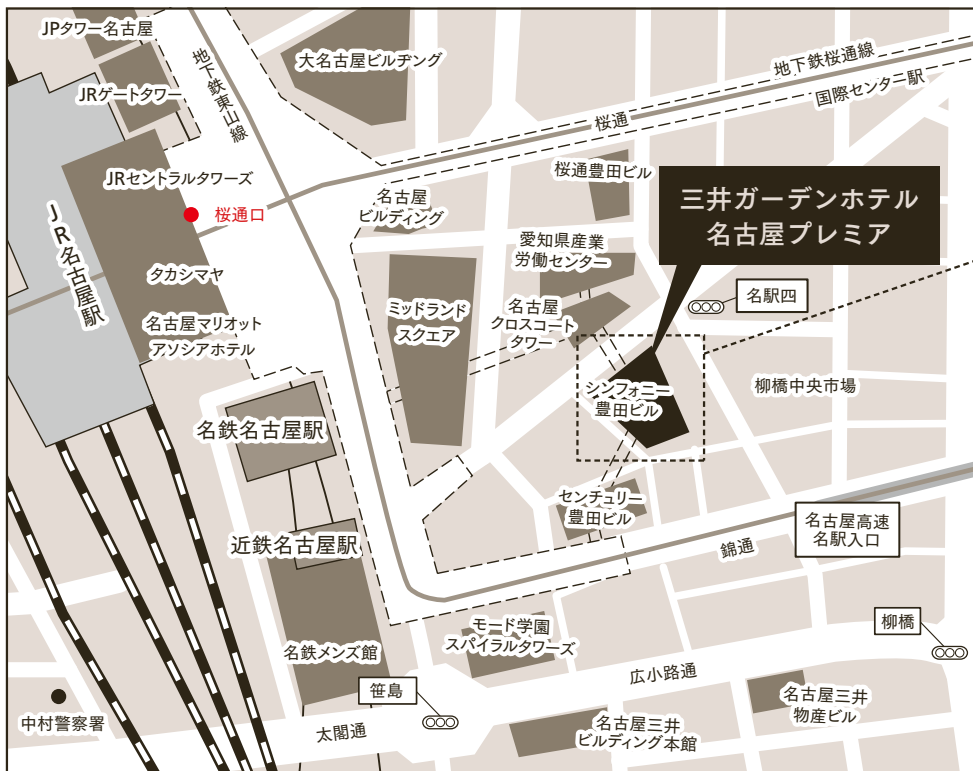 JPタワー名古屋
JRゲートタワー
地下鉄東山線
大名古屋ビルヂング
地下鉄桜通線
国際センター駅
桜通
桜通豊田ビル
JRセントラルタワーズ
桜通口
名古屋
ビルディング
三井ガーデンホテル
名古屋プレミア
JR名古屋駅
タカシマヤ
愛知県産業
労働センター
名駅四
名古屋マリオット
アソシアホテル
ミッドランド
スクエア
名古屋
クロスコート
タワー
シンフォニー
豊田ビル
柳橋中央市場
名鉄名古屋駅
センチュリー
豊田ビル
名古屋高速
名駅入口
近鉄名古屋駅
錦通
名鉄メンズ館
モード学園
スパイラルタワーズ
柳橋
広小路通
笹島
名古屋三井
物産ビル
中村警察署
太閤通
名古屋三井
ビルディング本館